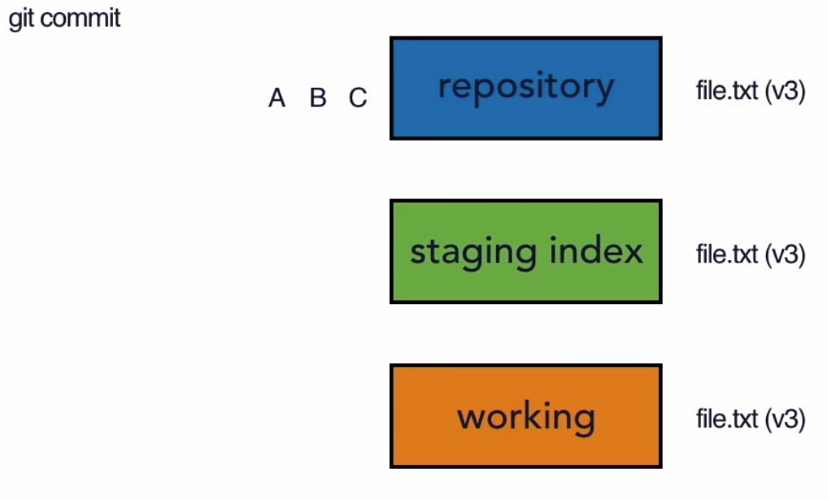 git commit
A B C repository file.txt (v3)
staging index file.txt (v3)
working file.txt (v3)